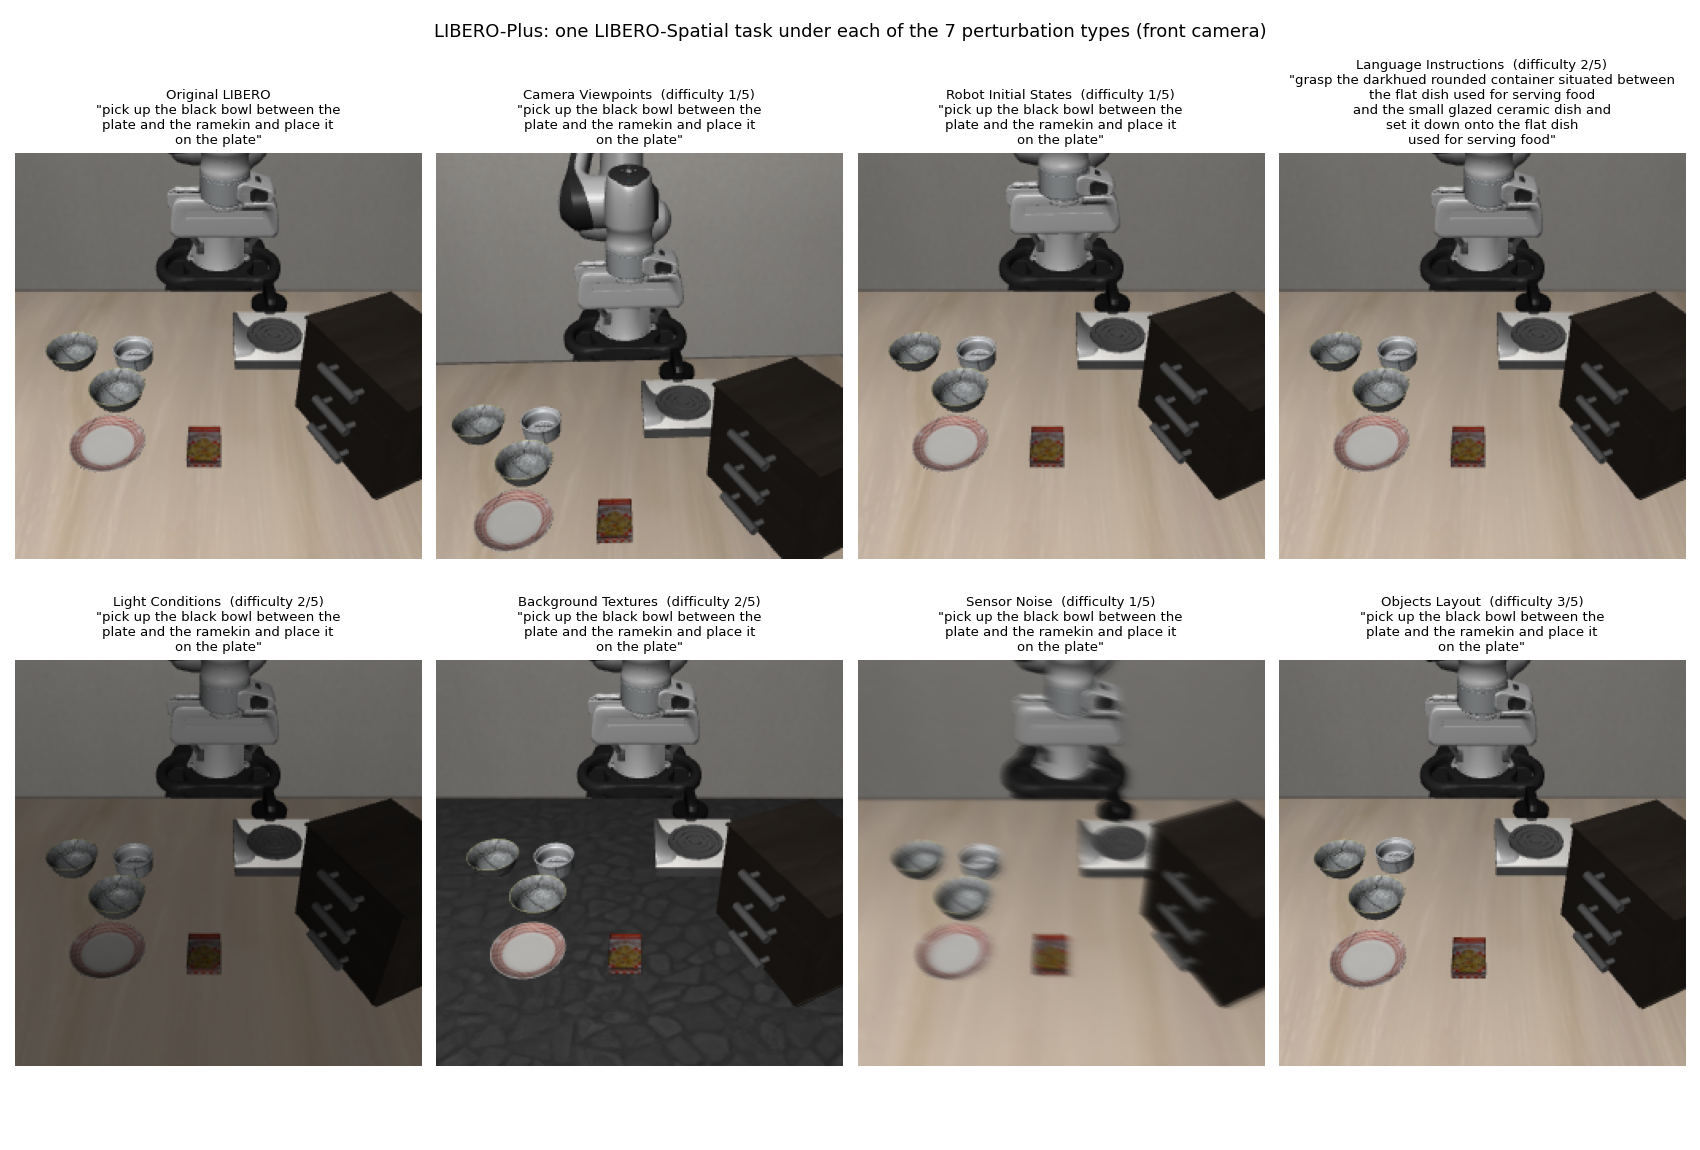 LIBERO-Plus: one LIBERO-Spatial task under each of the 7 perturbation types (front camera)
Original LIBERO
"pick up the black bowl between the
plate and the ramekin and place it
on the plate"
Camera Viewpoints  (difficulty 1/5)
"pick up the black bowl between the
plate and the ramekin and place it
on the plate"
Robot Initial States  (difficulty 1/5)
"pick up the black bowl between the
plate and the ramekin and place it
on the plate"
Language Instructions  (difficulty 2/5)
"grasp the darkhued rounded container situated between
the flat dish used for serving food
and the small glazed ceramic dish and
set it down onto the flat dish
used for serving food"
Light Conditions  (difficulty 2/5)
"pick up the black bowl between the
plate and the ramekin and place it
on the plate"
Background Textures  (difficulty 2/5)
"pick up the black bowl between the
plate and the ramekin and place it
on the plate"
Sensor Noise  (difficulty 1/5)
"pick up the black bowl between the
plate and the ramekin and place it
on the plate"
Objects Layout  (difficulty 3/5)
"pick up the black bowl between the
plate and the ramekin and place it
on the plate"